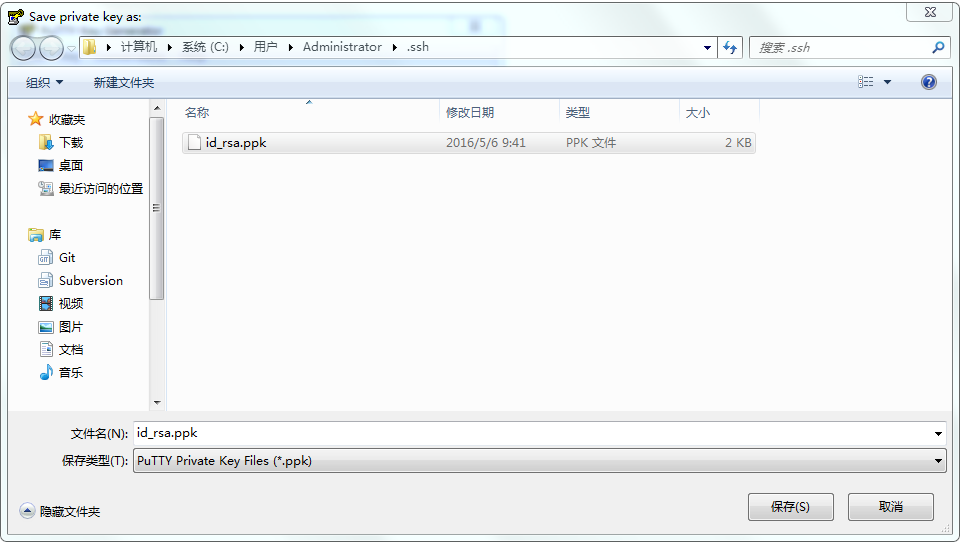 Save private key as:
计算机 系统 (C:) 用户 Administrator .ssh
搜索 .ssh
组织 新建文件夹
名称 修改日期 类型 大小
id_rsa.ppk 2016/5/6 9:41 PPK 文件 2 KB
收藏夹
下载
桌面
最近访问的位置
库
Git
Subversion
视频
图片
文档
音乐
文件名(N): id_rsa.ppk
保存类型(T): PuTTY Private Key Files (*.ppk)
隐藏文件夹 保存(S) 取消